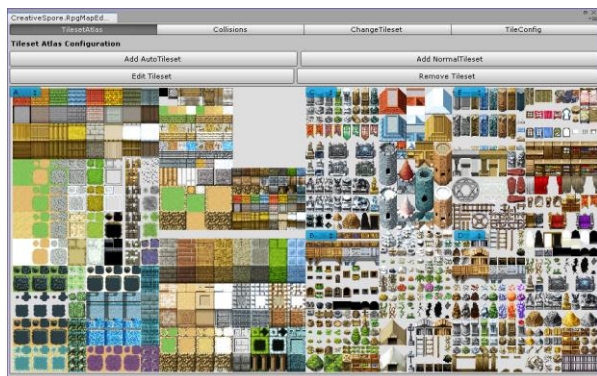 CreativeSpore.RpgMapEd...
TilesetAtlas
Collisions
ChangeTileset
TileConfig
Tileset Atlas Configuration
Add AutoTileset
Add NormalTileset
Edit Tileset
Remove Tileset
A
C
E
B
D